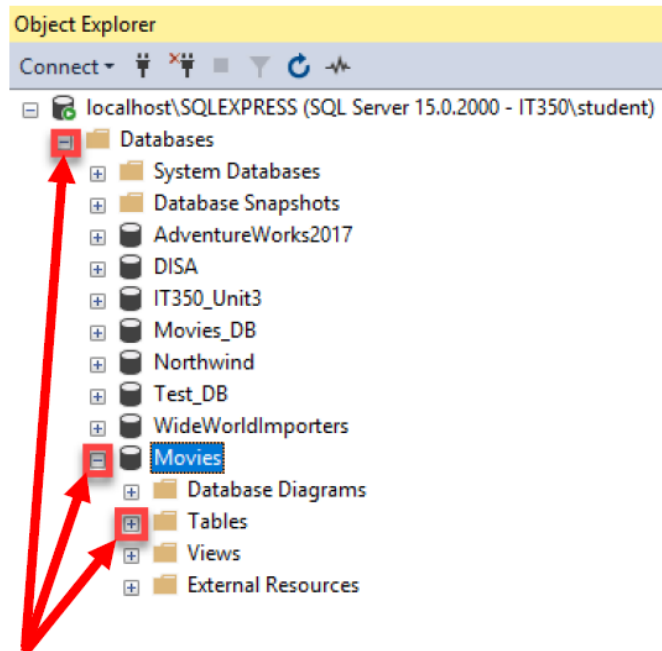 Object Explorer
Connect
localhost\SQLEXPRESS (SQL Server 15.0.2000 - IT350\student)
Databases
System Databases
Database Snapshots
AdventureWorks2017
DISA
IT350_Unit3
Movies_DB
Northwind
Test_DB
WideWorldImporters
Movies
Database Diagrams
Tables
Views
External Resources